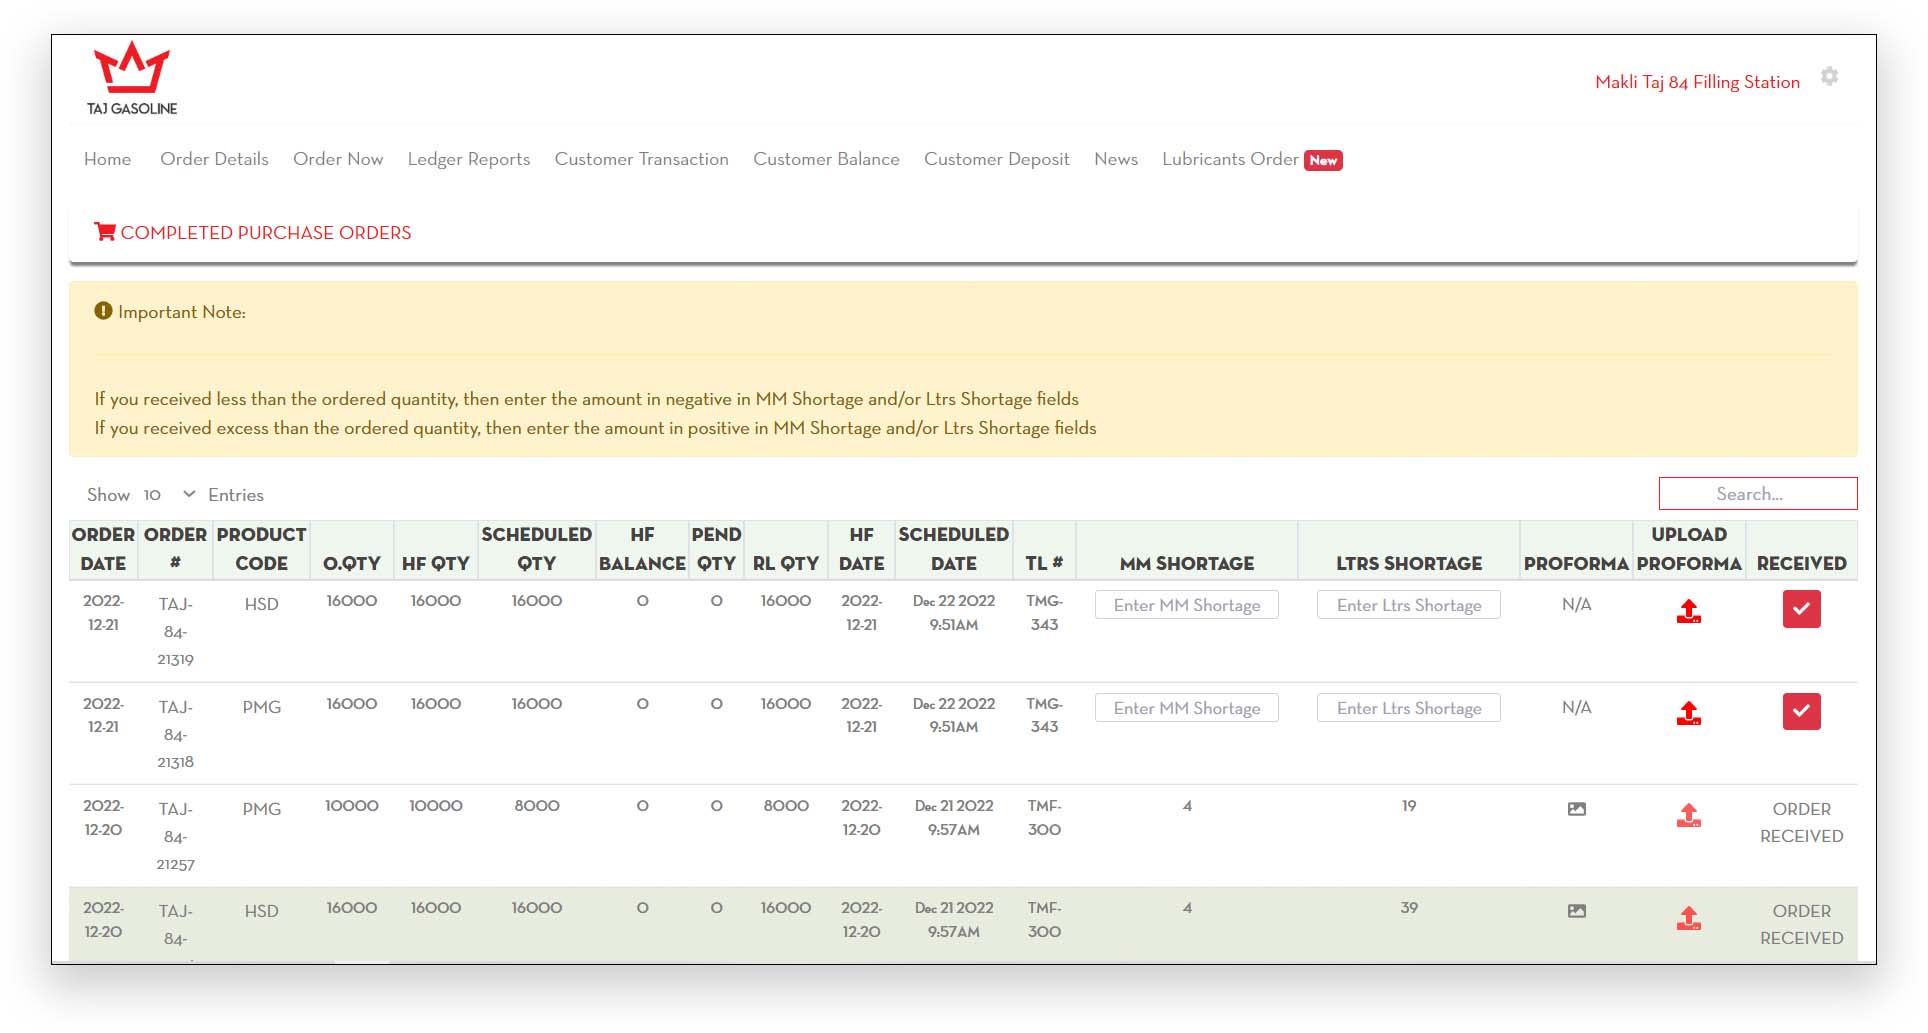 TAJ GASOLINE
Makli Taj 84 Filling Station
Home Order Details Order Now Ledger Reports Customer Transaction Customer Balance Customer Deposit News Lubricants Order New
COMPLETED PURCHASE ORDERS
Important Note:
If you received less than the ordered quantity, then enter the amount in negative in MM Shortage and/or Ltrs Shortage fields
If you received excess than the ordered quantity, then enter the amount in positive in MM Shortage and/or Ltrs Shortage fields
Show 10 Entries Search...
ORDER ORDER PRODUCT SCHEDULED HF PEND HF SCHEDULED UPLOAD
DATE # CODE O.QTY HF QTY QTY BALANCE QTY RL QTY DATE DATE TL # MM SHORTAGE LTRS SHORTAGE PROFORMA PROFORMA RECEIVED
2022- TAJ- HSD 16000 16000 16000 0 0 16000 2022- Dec 22 2022 TMG- Enter MM Shortage Enter Ltrs Shortage N/A
12-21 84- 12-21 9:51AM 343
21319
2022- TAJ- PMG 16000 16000 16000 0 0 16000 2022- Dec 22 2022 TMG- Enter MM Shortage Enter Ltrs Shortage N/A
12-21 84- 12-21 9:51AM 343
21318
2022- TAJ- PMG 10000 10000 8000 0 0 8000 2022- Dec 21 2022 TMF- 4 19 ORDER
12-20 84- 12-20 9:57AM 300 RECEIVED
21257
2022- TAJ- HSD 16000 16000 16000 0 0 16000 2022- Dec 21 2022 TMF- 4 39 ORDER
12-20 84- 12-20 9:57AM 300 RECEIVED